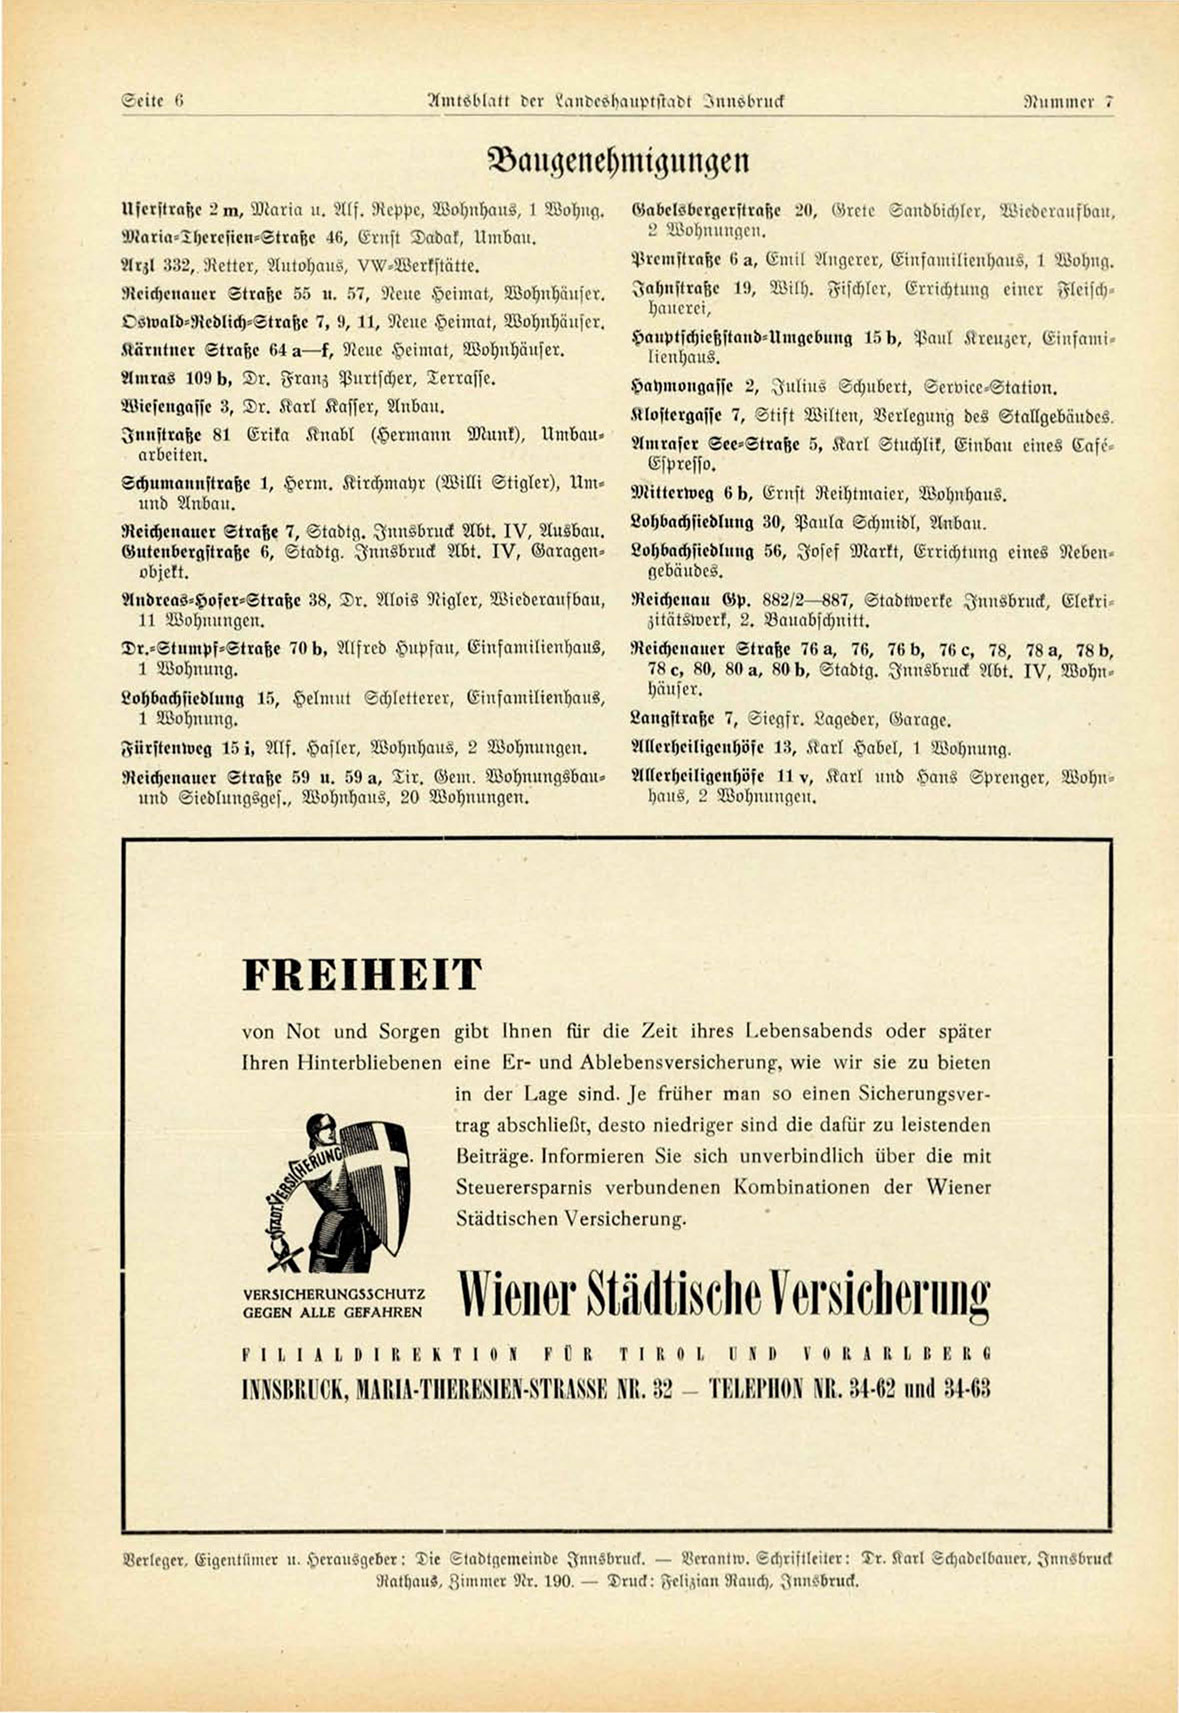 Seite 6
Amtsblatt der Landeshauptstadt Innsbruck
Nummer 7
Baugenehmigungen
Uferstraße 2 m, Maria u. Alf. Reppe, Wohnhaus, 1 Wohng.
Maria-Theresien-Straße 46, Ernst Dadak, Umbau.
Arzl 332, Retter, Autohaus, VW-Werkstätte.
Reichenauer Straße 55 u. 57, Neue Heimat, Wohnhäuser.
Oswald-Redlich-Straße 7, 9, 11, Neue Heimat, Wohnhäuser.
Kärntner Straße 64 a—f, Neue Heimat, Wohnhäuser.
Amras 109 b, Dr. Franz Purtscher, Terrasse.
Wiesengasse 3, Dr. Karl Kasser, Anbau.
Innstraße 81 Erika Knabl (Hermann Munk), Umbau-
arbeiten.
Schumannstraße 1, Herm. Kirchmayr (Willi Stigler), Um-
und Anbau.
Reichenauer Straße 7, Stadtg. Innsbruck Abt. IV, Ausbau.
Gutenbergstraße 6, Stadtg. Innsbruck Abt. IV, Garagen-
objekt.
Andreas-Hofer-Straße 38, Dr. Alois Nigler, Wiederaufbau,
11 Wohnungen.
Dr.-Stumpf-Straße 70 b, Alfred Hupfau, Einfamilienhaus,
1 Wohnung.
Lohbachsiedlung 15, Helmut Schletterer, Einfamilienhaus,
1 Wohnung.
Fürstenweg 15 i, Alf. Hasler, Wohnhaus, 2 Wohnungen.
Reichenauer Straße 59 u. 59 a, Tir. Gem. Wohnungsbau-
und Siedlungsges., Wohnhaus, 20 Wohnungen.
Gabelsbergerstraße 20, Grete Sandbichler, Wiederaufbau,
2 Wohnungen.
Premstraße 6 a, Emil Angerer, Einfamilienhaus, 1 Wohng.
Jahnstraße 19, Wilh. Fischler, Errichtung einer Fleisch-
hauerei,
Hauptschießstand-Umgebung 15 b, Paul Kreuzer, Einfami-
lienhaus.
Haymongasse 2, Julius Schubert, Service-Station.
Klostergasse 7, Stift Wilten, Verlegung des Stallgebäudes.
Amraser See-Straße 5, Karl Stuchlik, Einbau eines Café-
Espresso.
Mitterweg 6 b, Ernst Reihtmaier, Wohnhaus.
Lohbachsiedlung 30, Paula Schmidl, Anbau.
Lohbachsiedlung 56, Josef Markt, Errichtung eines Neben-
gebäudes.
Reichenau Gp. 882/2—887, Stadtwerke Innsbruck, Elekri-
zitätswerk, 2. Bauabschnitt.
Reichenauer Straße 76 a, 76, 76 b, 76 c, 78, 78 a, 78 b,
78 c, 80, 80 a, 80 b, Stadtg. Innsbruck Abt. IV, Wohn-
häuser.
Langstraße 7, Siegfr. Lageder, Garage.
Allerheiligenhöfe 13, Karl Habel, 1 Wohnung.
Allerheiligenhöfe 11 v, Karl und Hans Sprenger, Wohn-
haus, 2 Wohnungen.
FREIHEIT
von Not und Sorgen gibt Ihnen für die Zeit ihres Lebensabends oder später
Ihren Hinterbliebenen eine Er- und Ablebensversicherung, wie wir sie zu bieten
in der Lage sind. Je früher man so einen Sicherungsver-
trag abschließt, desto niedriger sind die dafür zu leistenden
Beiträge. Informieren Sie sich unverbindlich über die mit
Steuerersparnis verbundenen Kombinationen der Wiener
Städtischen Versicherung.
STÄDT. VERSICHERUNG
VERSICHERUNGSSCHUTZ
GEGEN ALLE GEFAHREN
Wiener Städtische Versicherung
FILIALDIREKTION FÜR TIROL UND VORARLBERG
INNSBRUCK, MARIA-THERESIEN-STRASSE NR. 32 — TELEPHON NR. 34-62 und 34-63
Verleger, Eigentümer u. Herausgeber: Die Stadtgemeinde Innsbruck. — Verantw. Schriftleiter: Dr. Karl Schadelbauer, Innsbruck
Rathaus, Zimmer Nr. 190. — Druck: Felizian Rauch, Innsbruck.